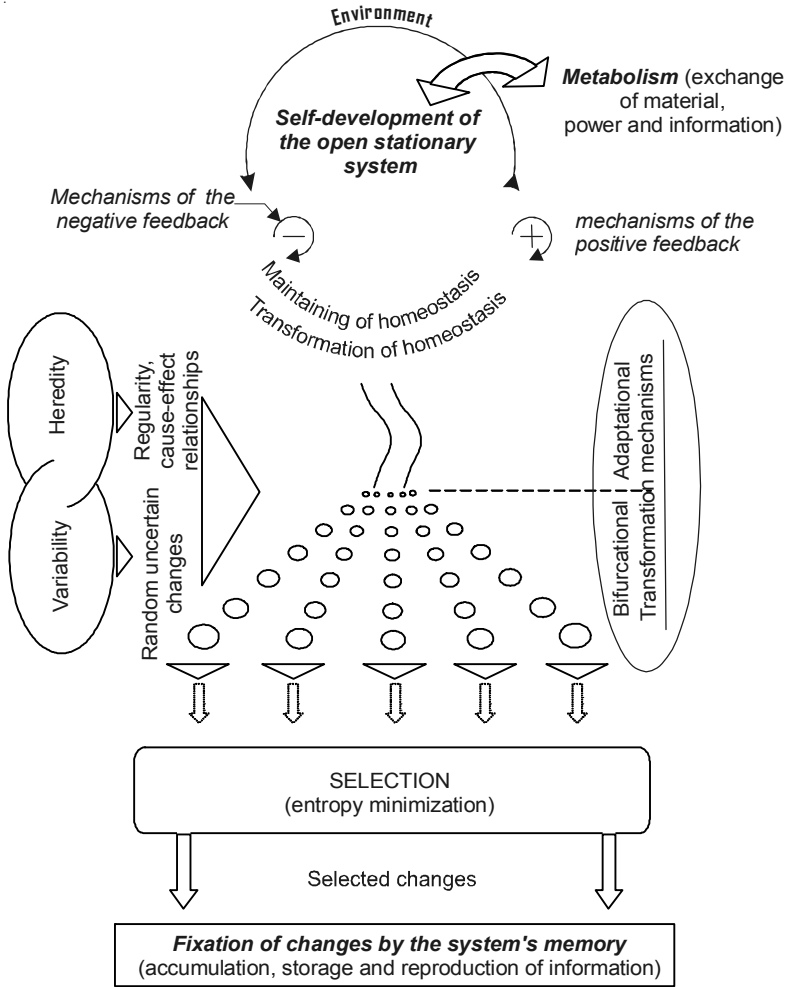 Environment
Metabolism (exchange
of material,
power and information)
Self-development of
the open stationary
system
Mechanisms of the
negative feedback
−
+
mechanisms of the
positive feedback
Maintaining of homeostasis
Transformation of homeostasis
Heredity
Regularity,
cause-effect
relationships
Variability
Random uncertain
changes
Bifurcational Adaptational
Transformation mechanisms
SELECTION
(entropy minimization)
Selected changes
Fixation of changes by the system's memory
(accumulation, storage and reproduction of information)